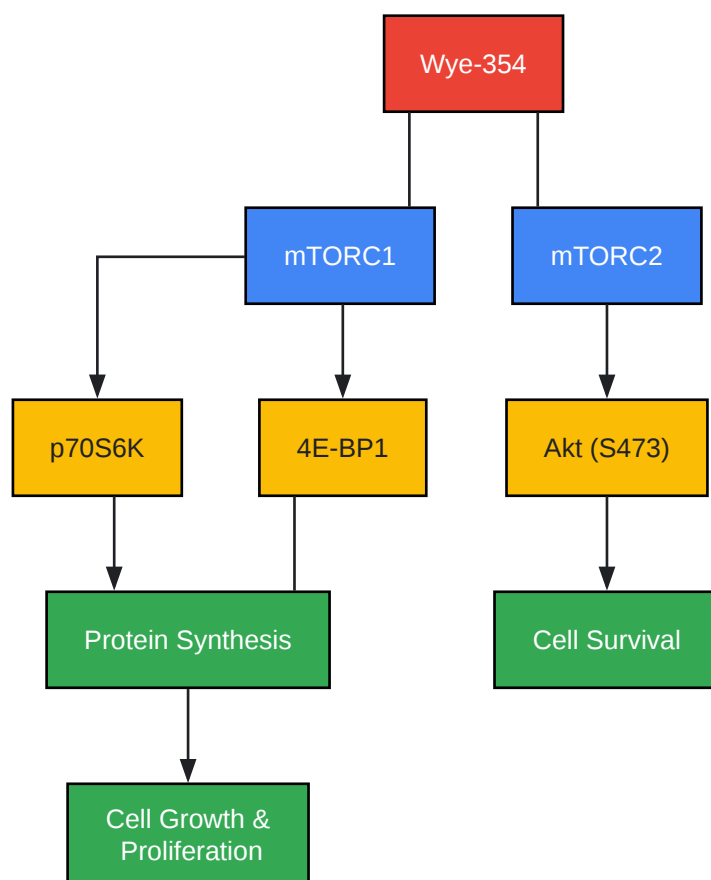 Wye-354
mTORC1
mTORC2
p70S6K
4E-BP1
Akt (S473)
Protein Synthesis
Cell Survival
Cell Growth &
Proliferation